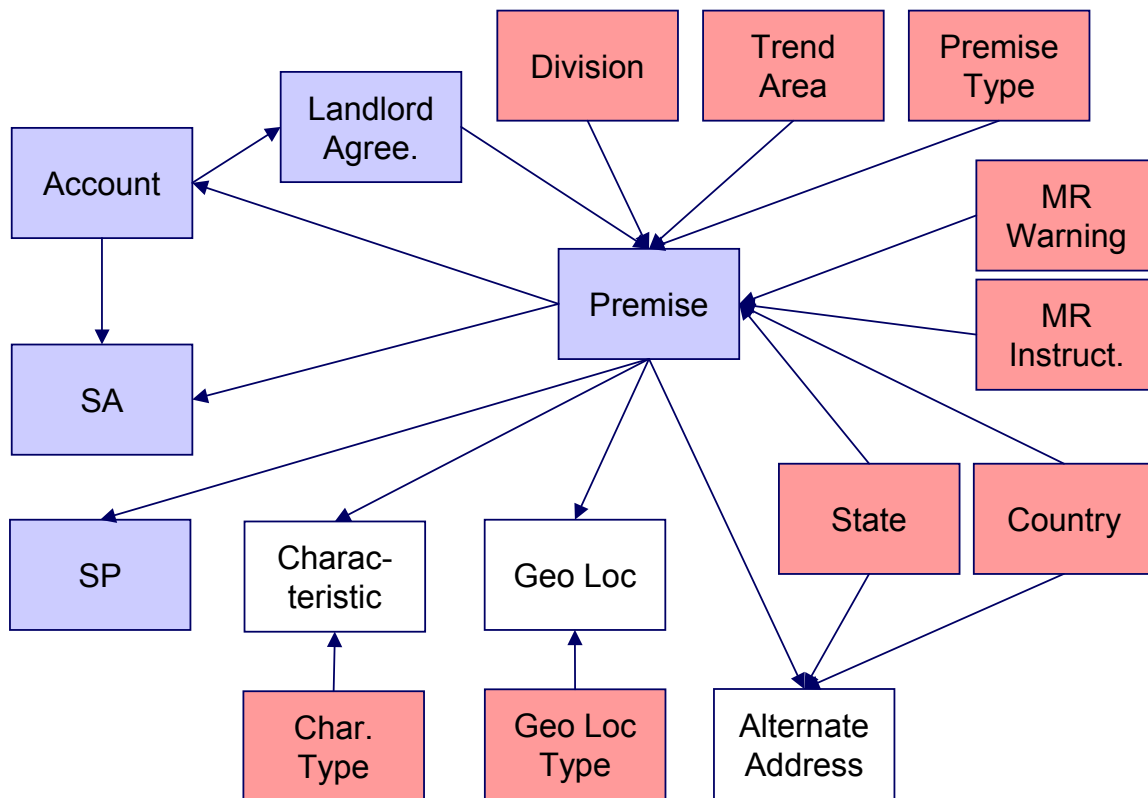 Division
Trend
Area
Premise
Type
Landlord
Agree.
Account
MR
Warning
Premise
MR
Instruct.
SA
State
Country
SP
Charac-
teristic
Geo Loc
Char.
Type
Geo Loc
Type
Alternate
Address